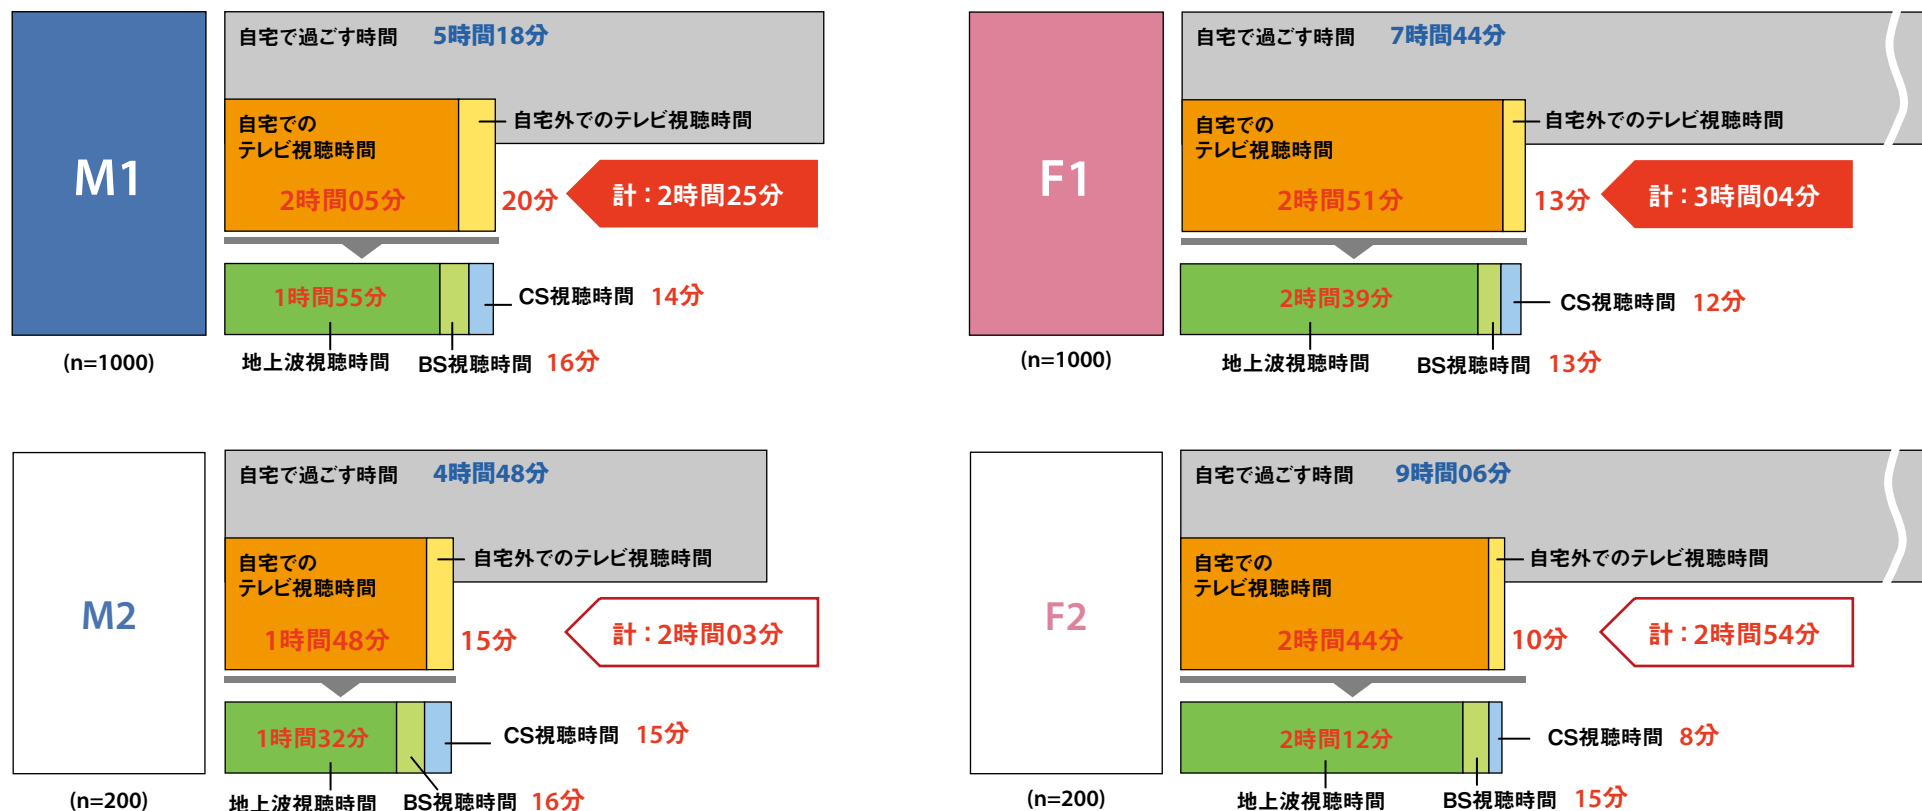 M1
(n=1000)
自宅で過ごす時間 5時間18分
自宅での
テレビ視聴時間
2時間05分
自宅外でのテレビ視聴時間
20分
計：2時間25分
1時間55分
CS視聴時間 14分
地上波視聴時間
BS視聴時間 16分
F1
(n=1000)
自宅で過ごす時間 7時間44分
自宅での
テレビ視聴時間
2時間51分
自宅外でのテレビ視聴時間
13分
計：3時間04分
2時間39分
CS視聴時間 12分
地上波視聴時間
BS視聴時間 13分
M2
(n=200)
自宅で過ごす時間 4時間48分
自宅での
テレビ視聴時間
1時間48分
自宅外でのテレビ視聴時間
15分
計：2時間03分
1時間32分
CS視聴時間 15分
地上波視聴時間
BS視聴時間 16分
F2
(n=200)
自宅で過ごす時間 9時間06分
自宅での
テレビ視聴時間
2時間44分
自宅外でのテレビ視聴時間
10分
計：2時間54分
2時間12分
CS視聴時間 8分
地上波視聴時間
BS視聴時間 15分